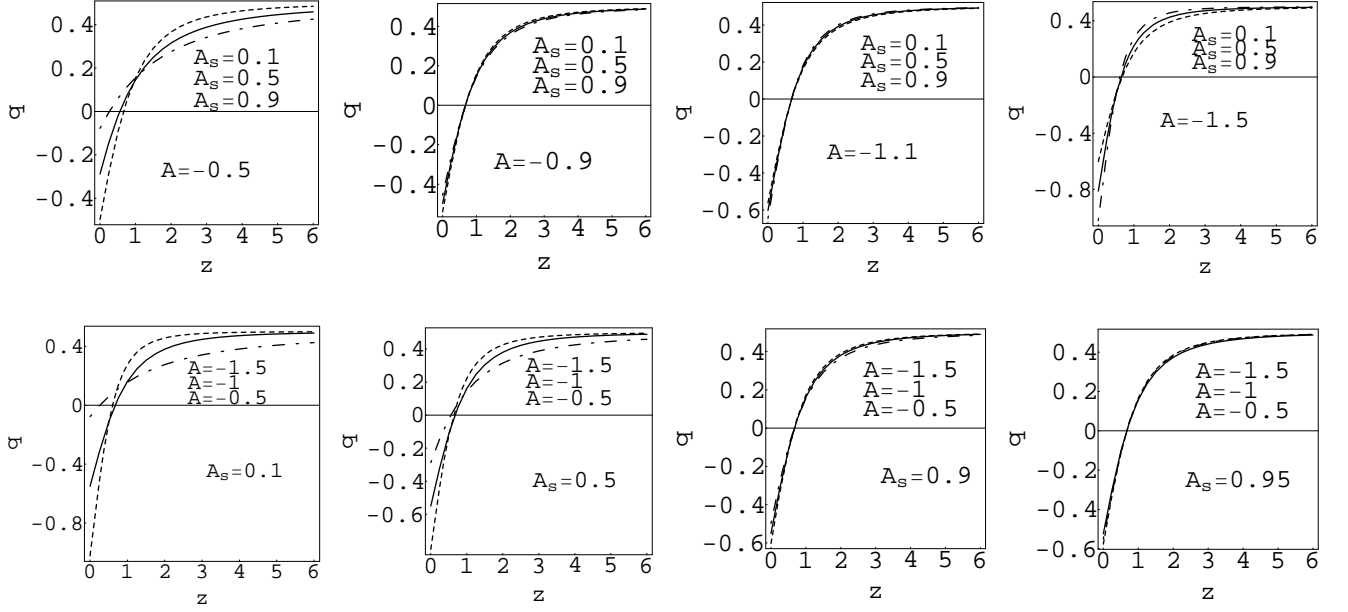 0.4
0.2
0
-0.2
-0.4
q
A_s=0.1
A_s=0.5
A_s=0.9
A=-0.5
0 1 2 3 4 5 6
z
0.4
0.2
0
-0.2
-0.4
q
A_s=0.1
A_s=0.5
A_s=0.9
A=-0.9
0 1 2 3 4 5 6
z
0.4
0.2
0
-0.2
-0.4
-0.6
q
A_s=0.1
A_s=0.5
A_s=0.9
A=-1.1
0 1 2 3 4 5 6
z
0.4
0
-0.4
-0.8
q
A_s=0.1
A_s=0.5
A_s=0.9
A=-1.5
0 1 2 3 4 5 6
z
0.4
0
-0.4
-0.8
q
A=-1.5
A=-1
A=-0.5
A_s=0.1
0 1 2 3 4 5 6
z
0.4
0.2
0
-0.2
-0.4
-0.6
q
A=-1.5
A=-1
A=-0.5
A_s=0.5
0 1 2 3 4 5 6
z
0.4
0.2
0
-0.2
-0.4
-0.6
q
A=-1.5
A=-1
A=-0.5
A_s=0.9
0 1 2 3 4 5 6
z
0.4
0.2
0
-0.2
-0.4
-0.6
q
A=-1.5
A=-1
A=-0.5
A_s=0.95
0 1 2 3 4 5 6
z